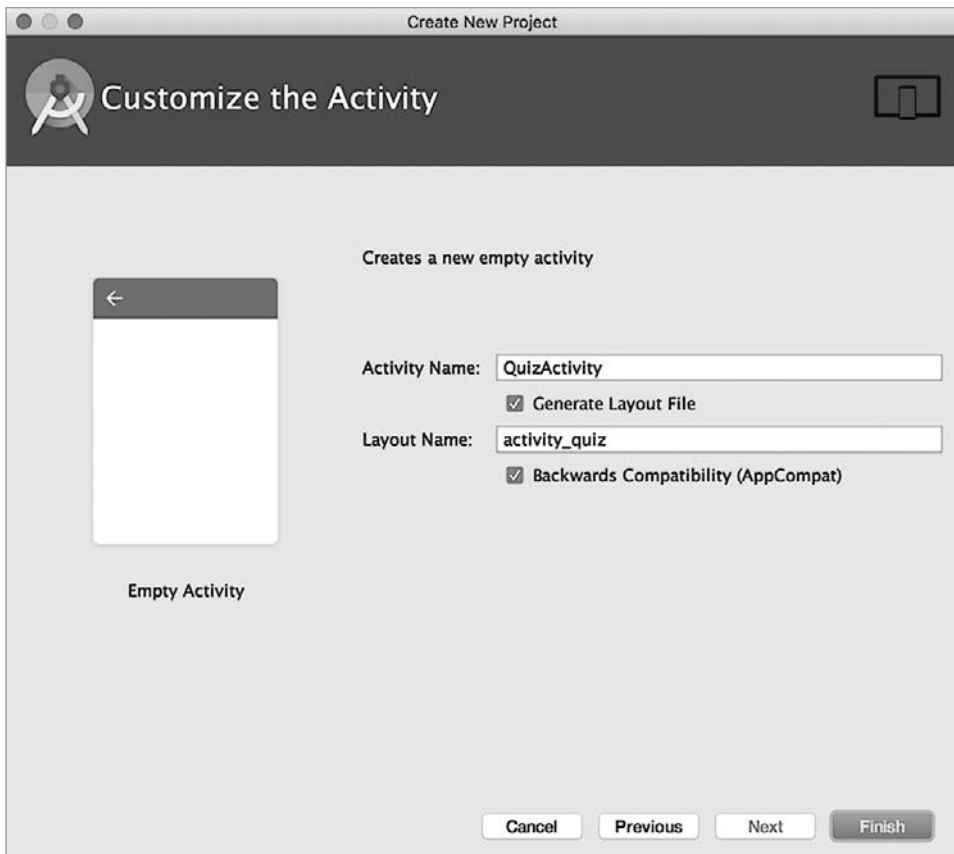 Create New Project
Customize the Activity
Creates a new empty activity
Activity Name: QuizActivity
Generate Layout File
Layout Name: activity_quiz
Backwards Compatibility (AppCompat)
Empty Activity
Cancel Previous Next Finish